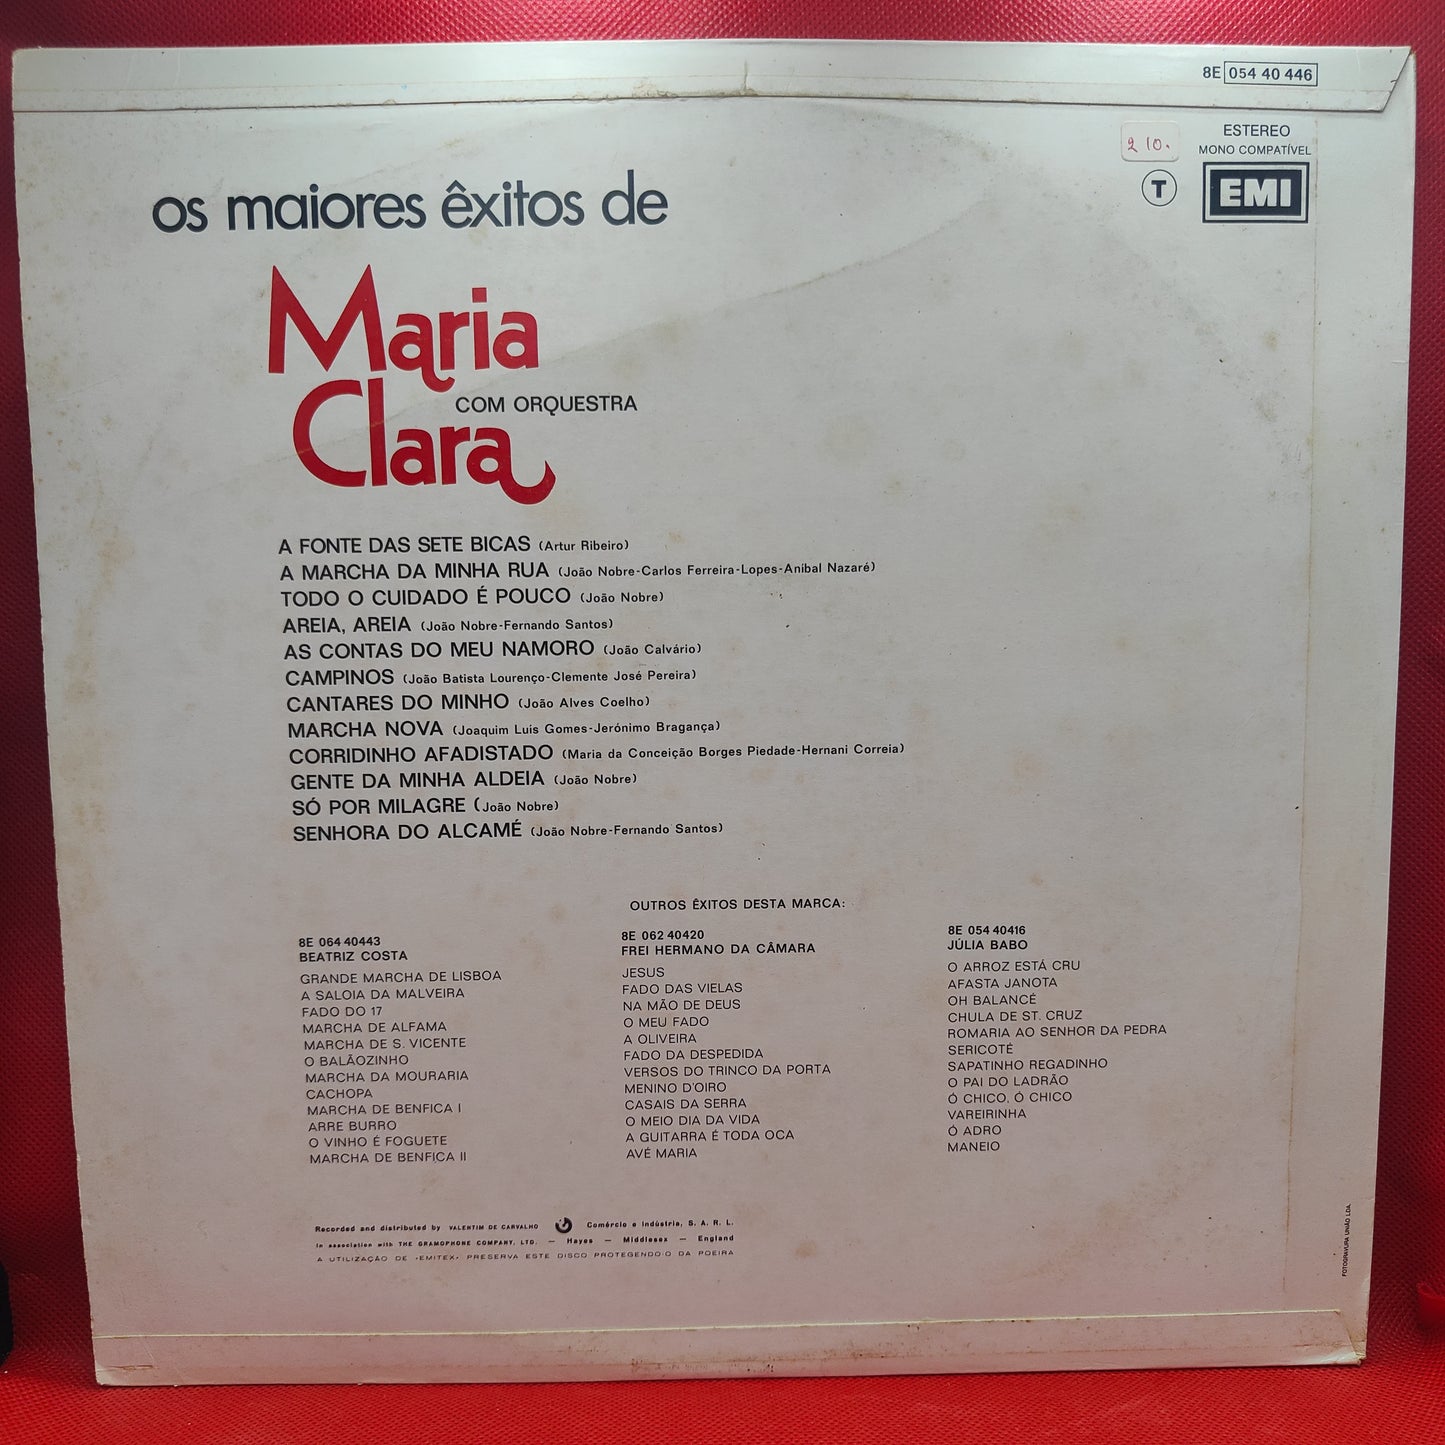 8E 054 40 446
ESTEREO
MONO COMPATÍVEL
2 10.
T
EMI
os maiores êxitos de
Maria
COM ORQUESTRA
Clara
A FONTE DAS SETE BICAS (Artur Ribeiro)
A MARCHA DA MINHA RUA (João Nobre-Carlos Ferreira-Lopes-Aníbal Nazaré)
TODO O CUIDADO É POUCO (João Nobre)
AREIA, AREIA (João Nobre-Fernando Santos)
AS CONTAS DO MEU NAMORO (João Calvário)
CAMPINOS (João Batista Lourenço-Clemente José Pereira)
CANTARES DO MINHO (João Alves Coelho)
MARCHA NOVA (Joaquim Luís Gomes-Jerónimo Bragança)
CORRIDINHO AFADISTADO (Maria da Conceição Borges Piedade-Hernani Correia)
GENTE DA MINHA ALDEIA (João Nobre)
SÓ POR MILAGRE (João Nobre)
SENHORA DO ALCAMÉ (João Nobre-Fernando Santos)
OUTROS ÊXITOS DESTA MARCA:
8E 064 40443
BEATRIZ COSTA
GRANDE MARCHA DE LISBOA
A SALOIA DA MALVEIRA
FADO DO 17
MARCHA DE ALFAMA
MARCHA DE S. VICENTE
O BALÃOZINHO
MARCHA DA MOURARIA
CACHOPA
MARCHA DE BENFICA I
ARRE BURRO
O VINHO É FOGUETE
MARCHA DE BENFICA II
8E 062 40420
FREI HERMANO DA CÂMARA
JESUS
FADO DAS VIELAS
NA MÃO DE DEUS
O MEU FADO
A OLIVEIRA
FADO DA DESPEDIDA
VERSOS DO TRINCO DA PORTA
MENINO D'OIRO
CASAIS DA SERRA
O MEIO DIA DA VIDA
A GUITARRA É TODA OCA
AVÉ MARIA
8E 054 40416
JÚLIA BABO
O ARROZ ESTÁ CRU
AFASTA JANOTA
OH BALANCÉ
CHULA DE ST. CRUZ
ROMARIA AO SENHOR DA PEDRA
SERICOTÉ
SAPATINHO REGADINHO
O PAI DO LADRÃO
Ó CHICO, Ó CHICO
VAREIRINHA
Ó ADRO
MANEIO
Recorded and distributed by VALENTIM DE CARVALHO Comércio e Indústria, S. A. R. L.
in association with THE GRAMOPHONE COMPANY, LTD. — Hayes — Middlesex — England
A UTILIZAÇÃO DE «EMITEX» PRESERVA ESTE DISCO PROTEGENDO-O DA POEIRA
FOTOGRAVURA UNIÃO LDA.